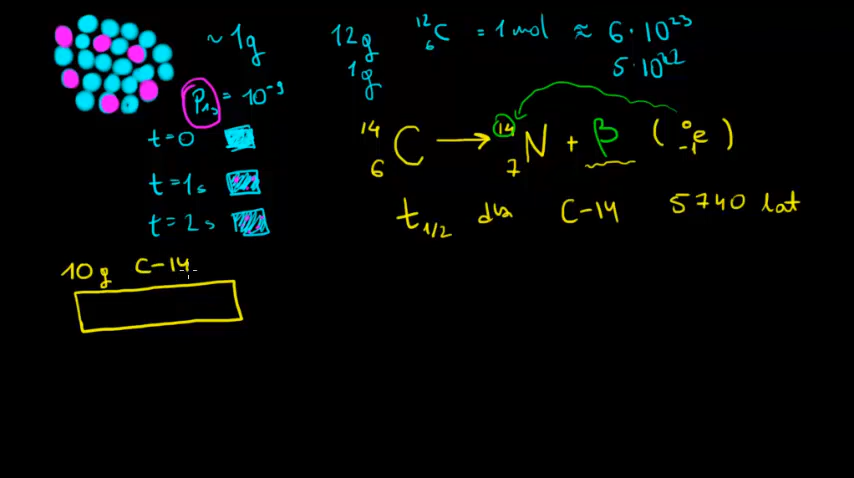 ~ 1g
12g ¹²₆C = 1 mol ≈ 6·10²³
1g 5·10²²
P₁ₛ = 10⁻⁹
t=0
t=1s
t=2s
¹⁴₆C → ¹⁴₇N + β (⁰₋₁e)
t₁/₂ dla C-14 5740 lat
10g C-14